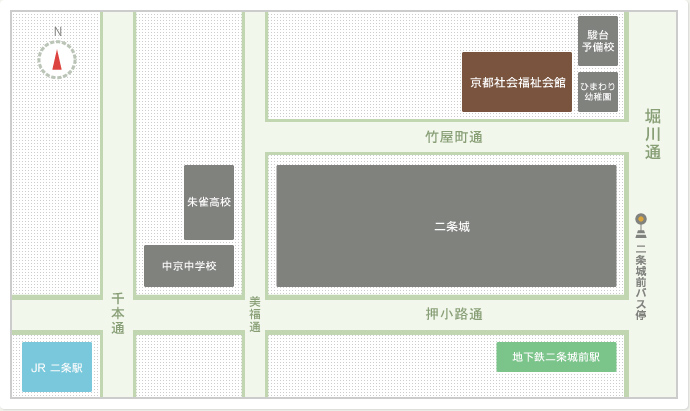 N
駿台
予備校
京都社会福祉会館
ひまわり
幼稚園
堀川通
竹屋町通
朱雀高校
二条城
中京中学校
二条城前バス停
千本通
美福通
押小路通
JR 二条駅
地下鉄二条城前駅